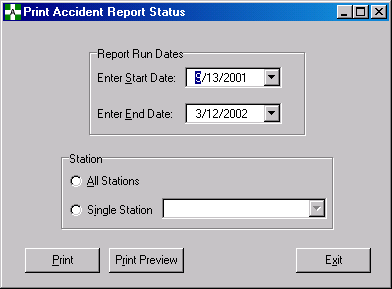 Print Accident Report Status
Report Run Dates
Enter Start Date: 9/13/2001
Enter End Date: 3/12/2002
Station
All Stations
Single Station
Print Print Preview Exit